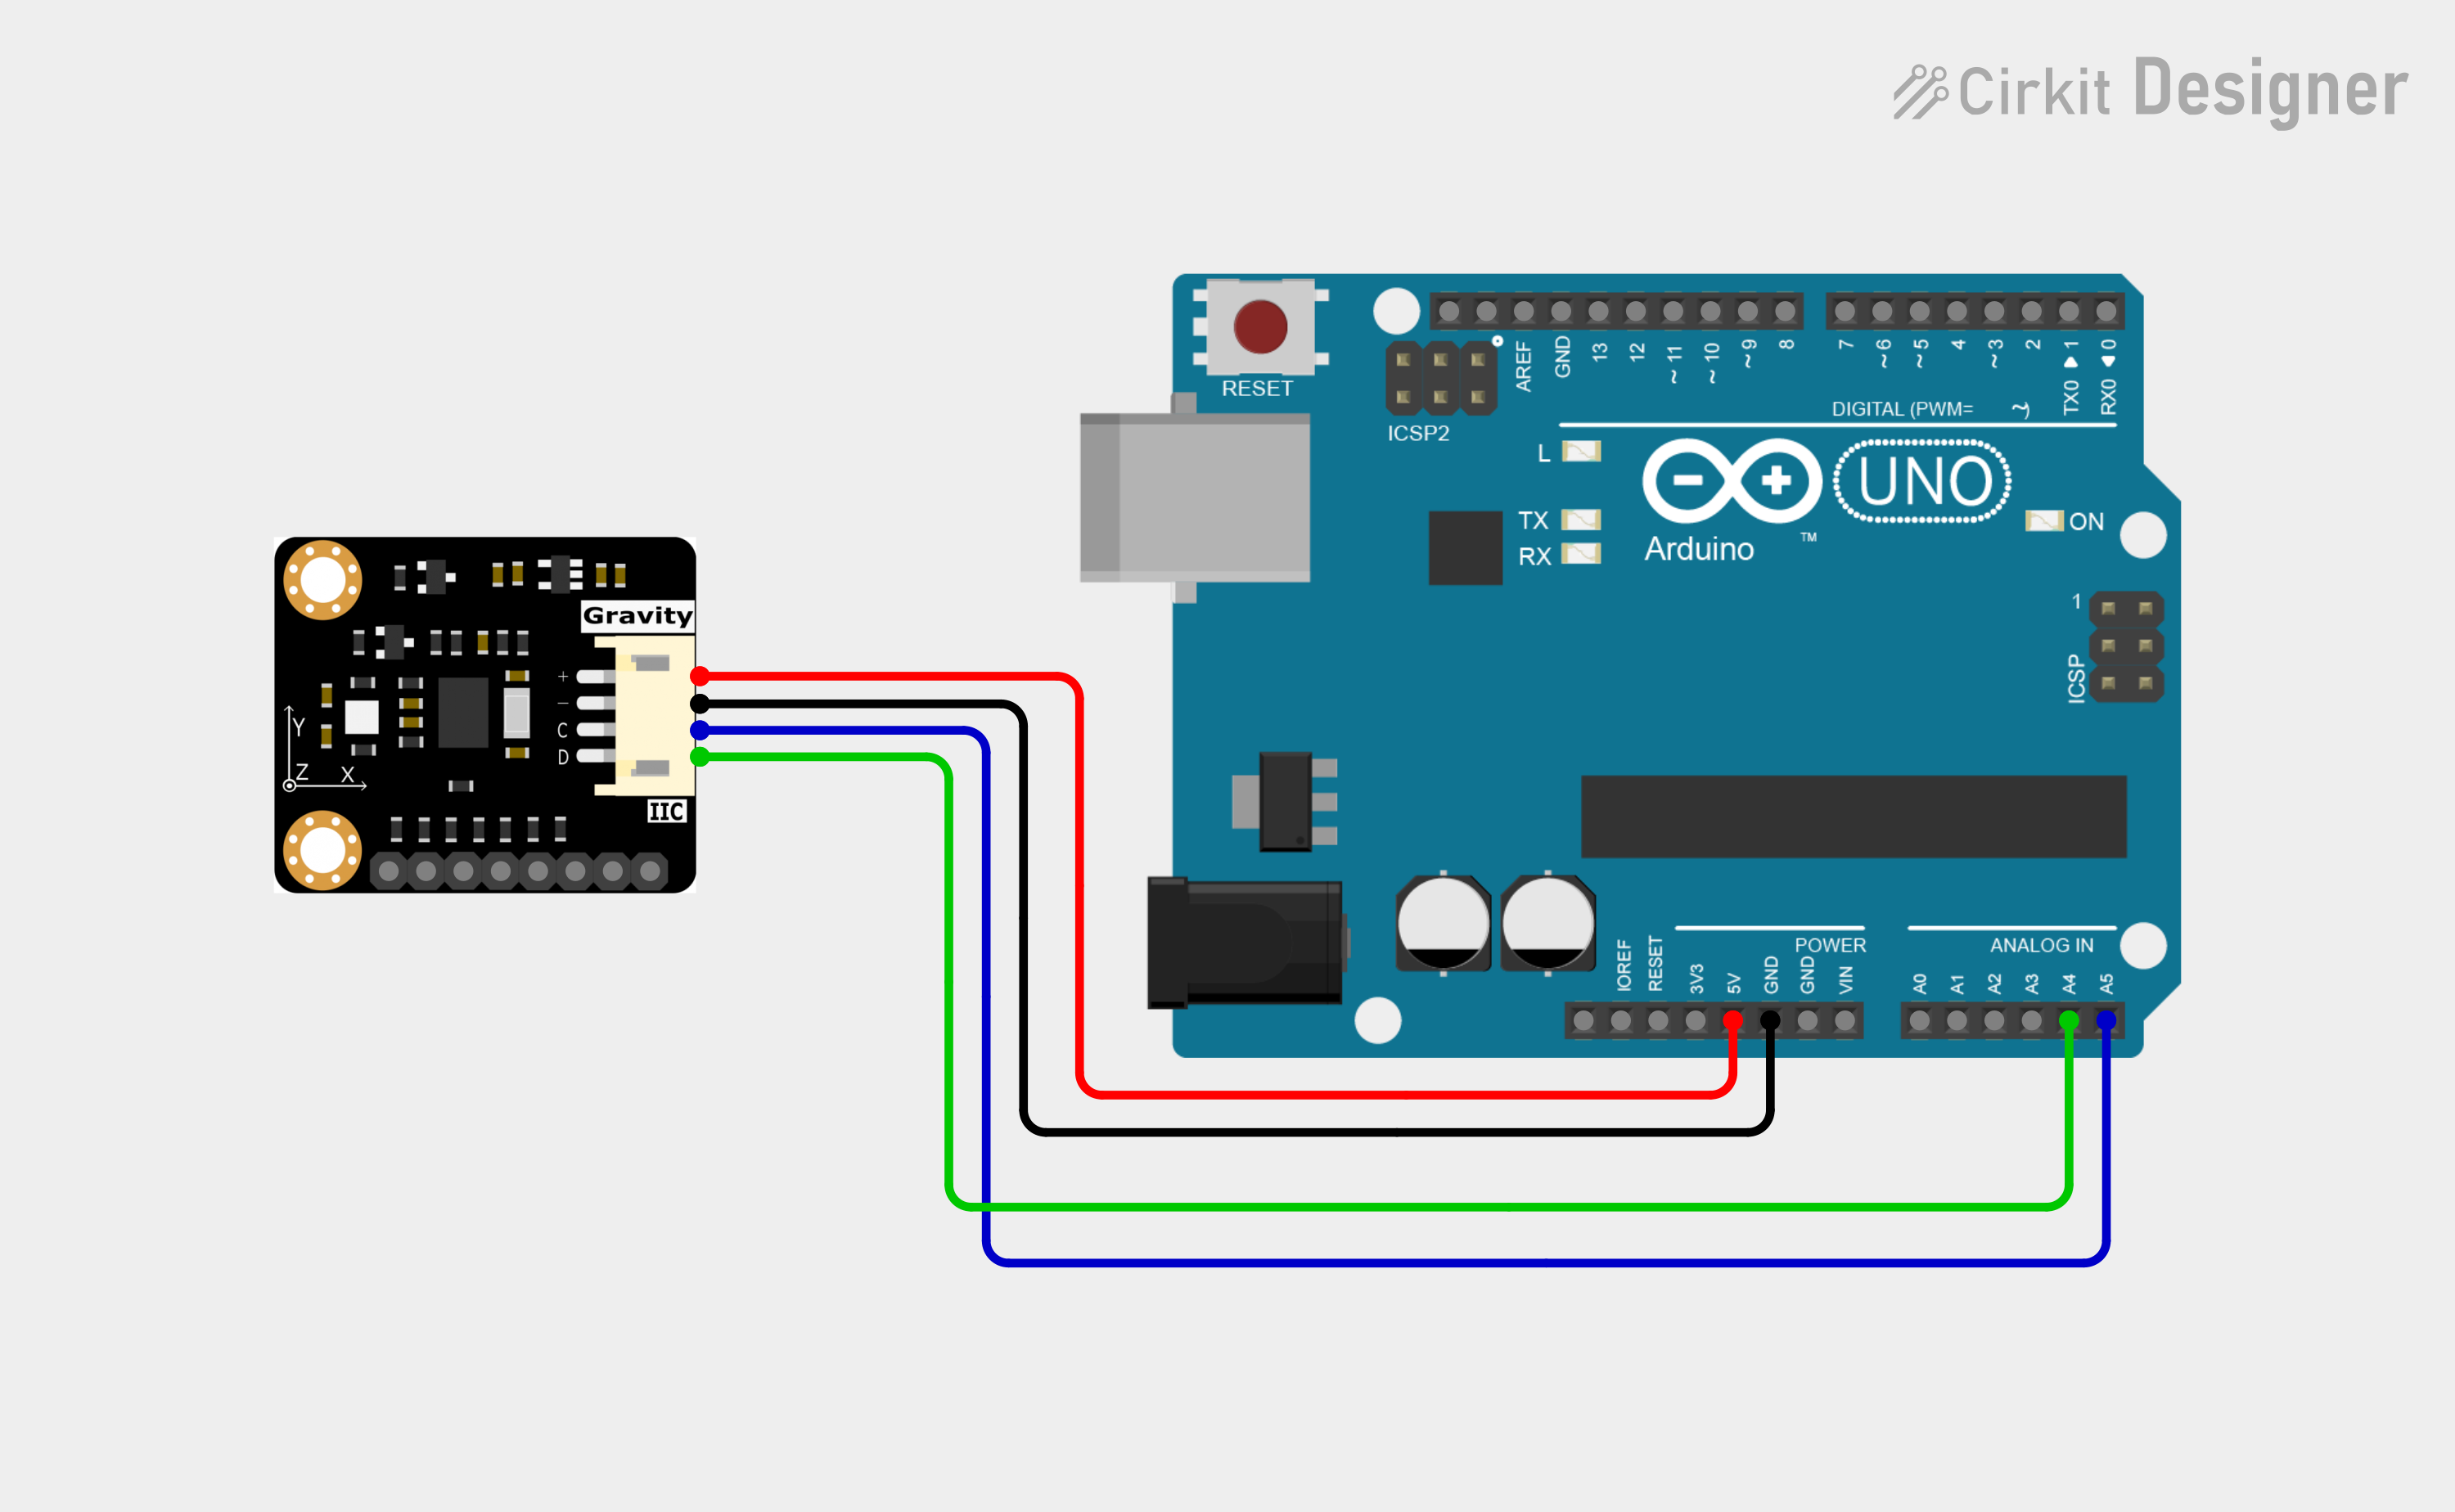 Cirkit Designer
RESET
ICSP2
AREF
GND
13
12
~11
~10
~9
8
7
~6
~5
4
~3
2
TX0 ▶ 1
RX0 ◀ 0
DIGITAL (PWM= ~)
L
TX
RX
Arduino ™
UNO
ON
1
ICSP
Gravity
+
−
C
D
IIC
Y
Z
X
POWER
ANALOG IN
IOREF
RESET
3V3
5V
GND
GND
VIN
A0
A1
A2
A3
A4
A5